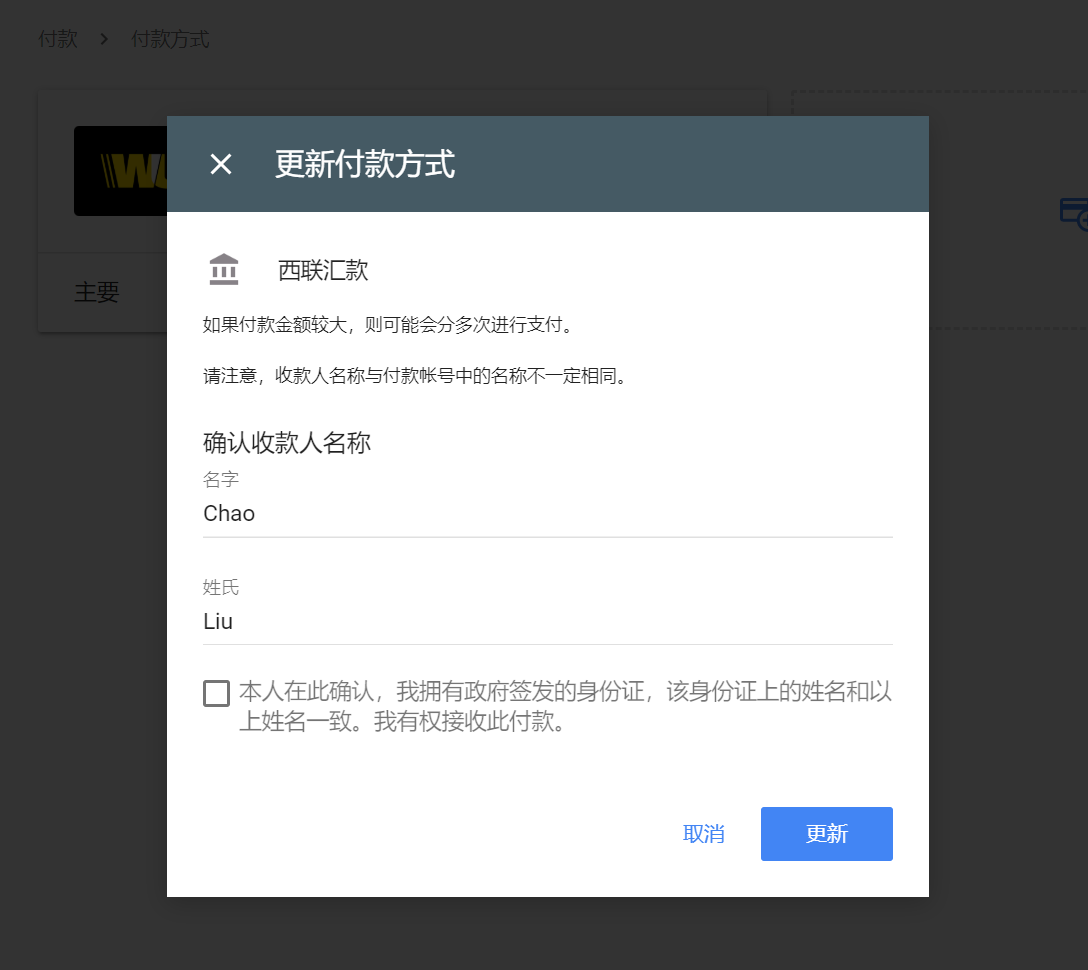 付款 > 付款方式
更新付款方式
西联汇款
如果付款金额较大，则可能会分多次进行支付。
请注意，收款人名称与付款帐号中的名称不一定相同。
确认收款人名称
名字
Chao
姓氏
Liu
本人在此确认，我拥有政府签发的身份证，该身份证上的姓名和以
上姓名一致。我有权接收此付款。
取消
更新
WU
主要